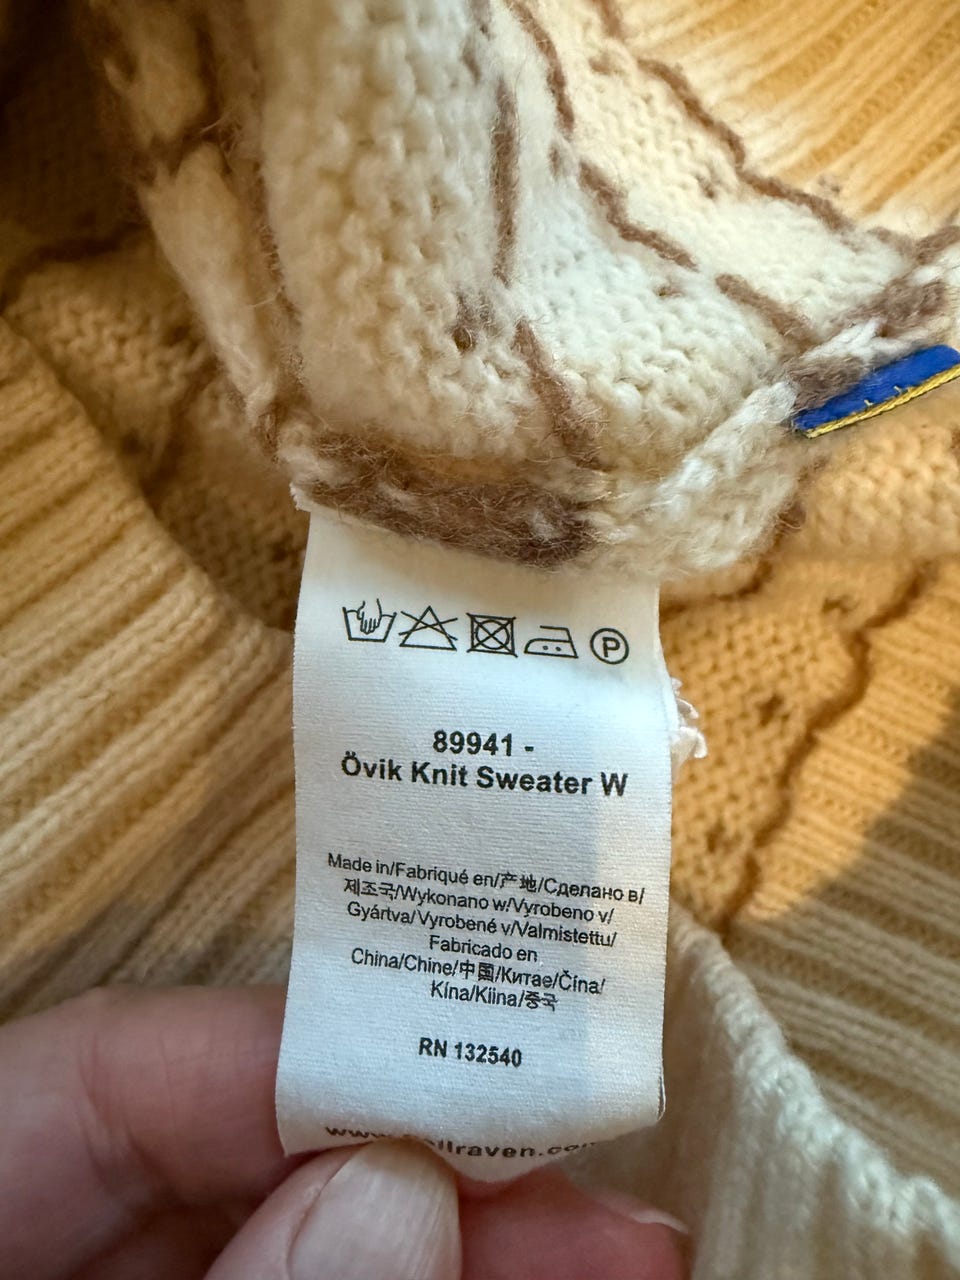 P
89941 -
Övik Knit Sweater W
Made in/Fabriqué en/产地/Сделано в/
제조국/Wykonano w/Vyrobeno v/
Gyártva/Vyrobené v/Valmistettu/
Fabricado en
China/Chine/中国/Китае/Čína/
Kína/Kiina/중국
RN 132540